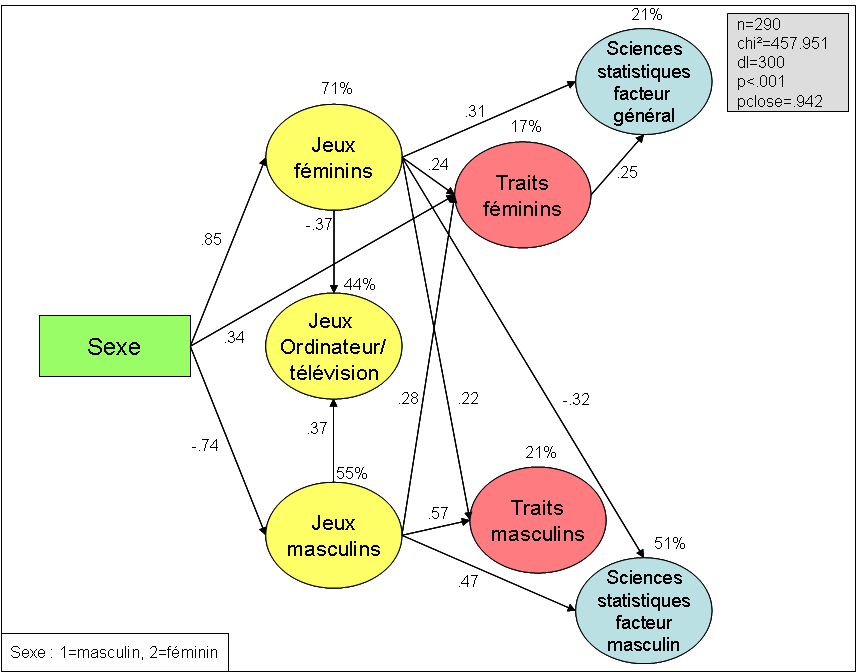 21%
n=290
chi²=457.951
dl=300
p<.001
pclose=.942
Sciences
statistiques
facteur
général
71%
Jeux
féminins
.31
17%
.24
Traits
féminins
.25
-.37
.85
44%
Jeux
Ordinateur/
télévision
Sexe
.34
.28
.22
-.32
.37
-.74
55%
Jeux
masculins
21%
.57
Traits
masculins
51%
.47
Sciences
statistiques
facteur
masculin
Sexe : 1=masculin, 2=féminin